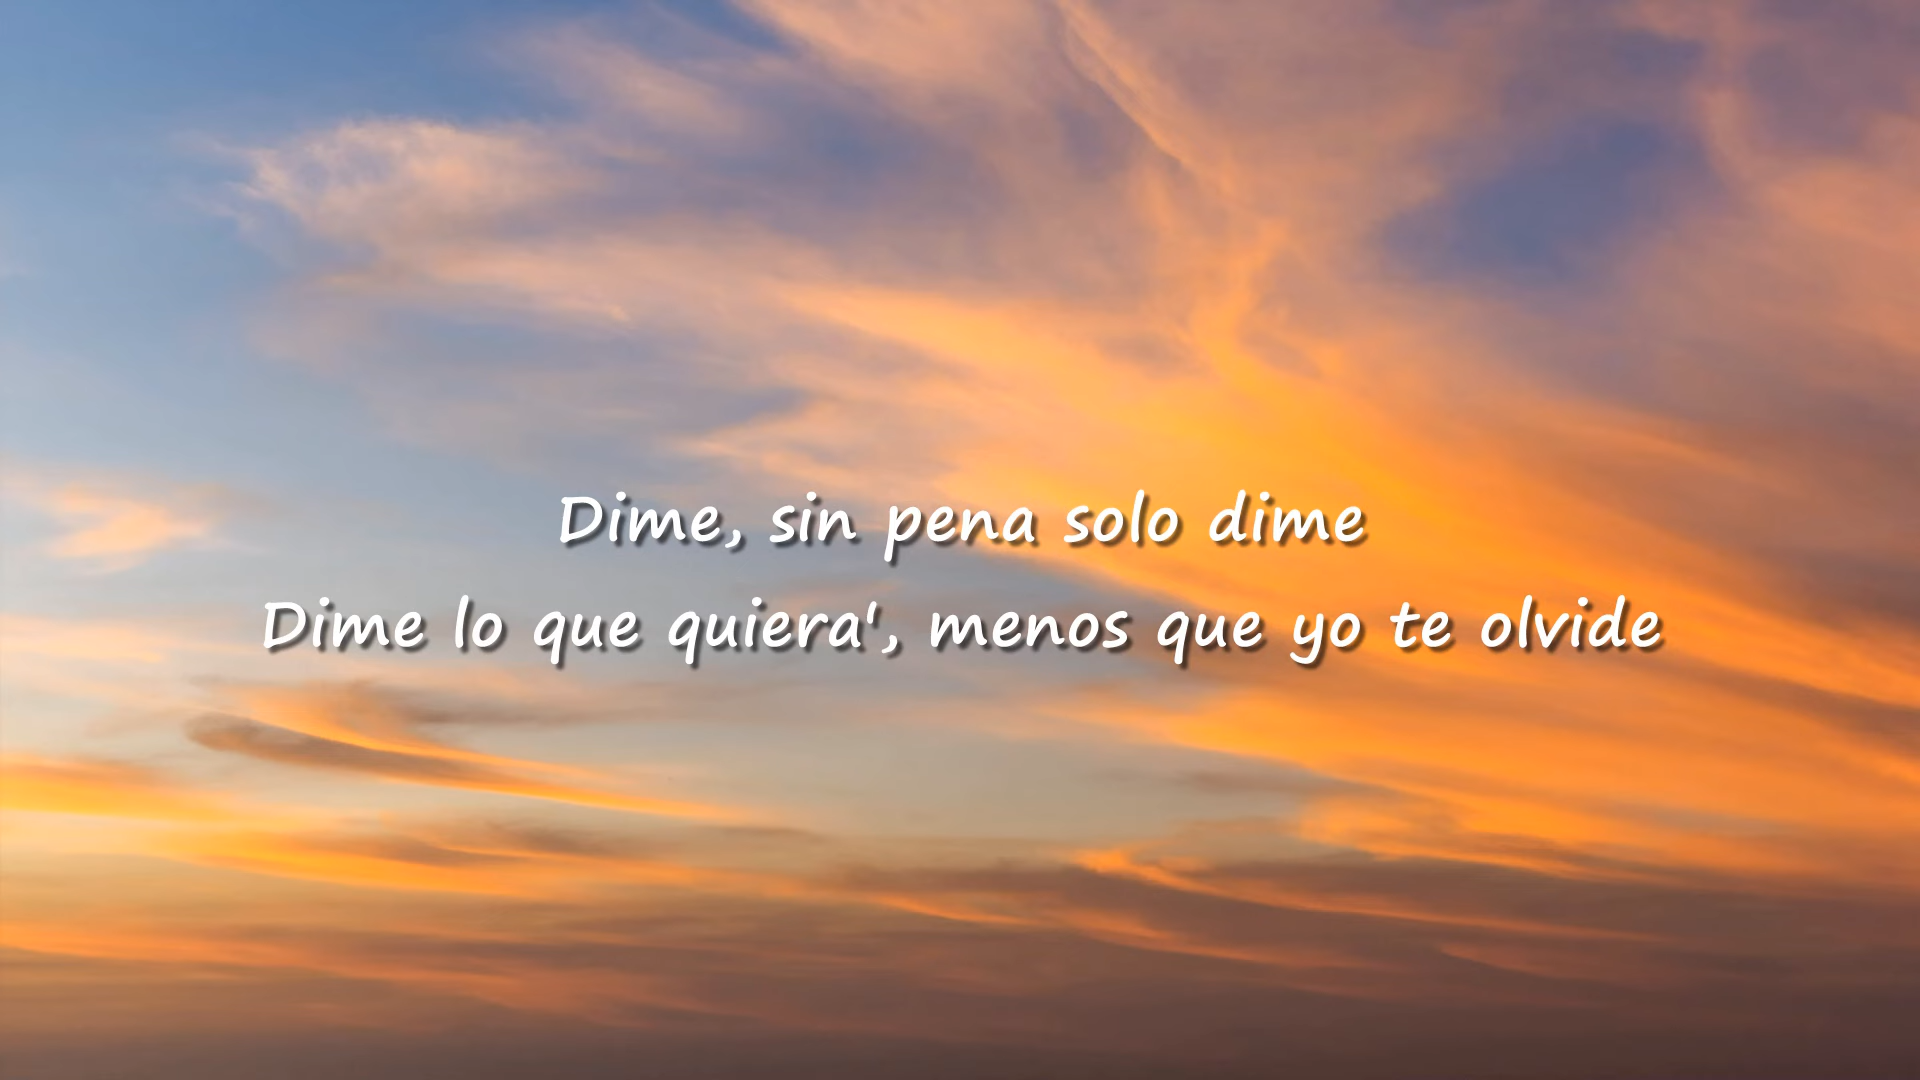 Dime, sin pena solo dime
Dime lo que quiera', menos que yo te olvide